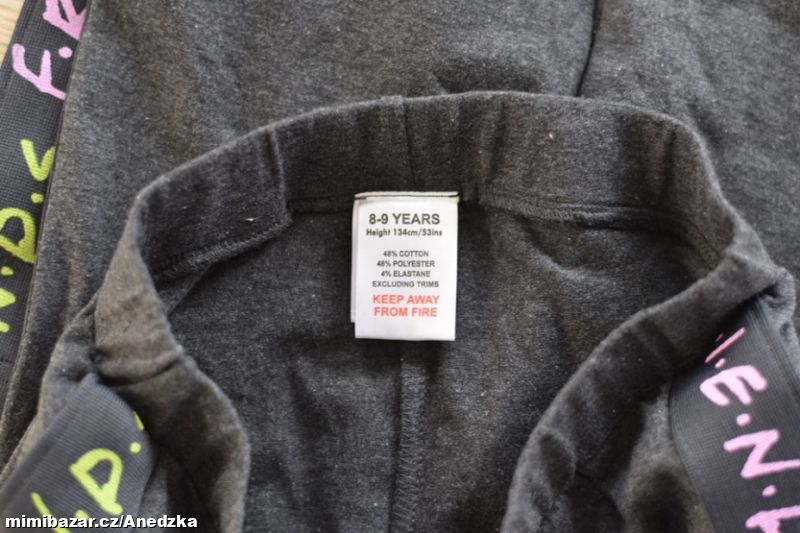 8-9 YEARS
Height 134cm/53ins
48% COTTON
48% POLYESTER
4% ELASTANE
EXCLUDING TRIMS
KEEP AWAY
FROM FIRE
F.R
N.D.S
I.E.N.
.D.S
mimibazar.cz/Anedzka